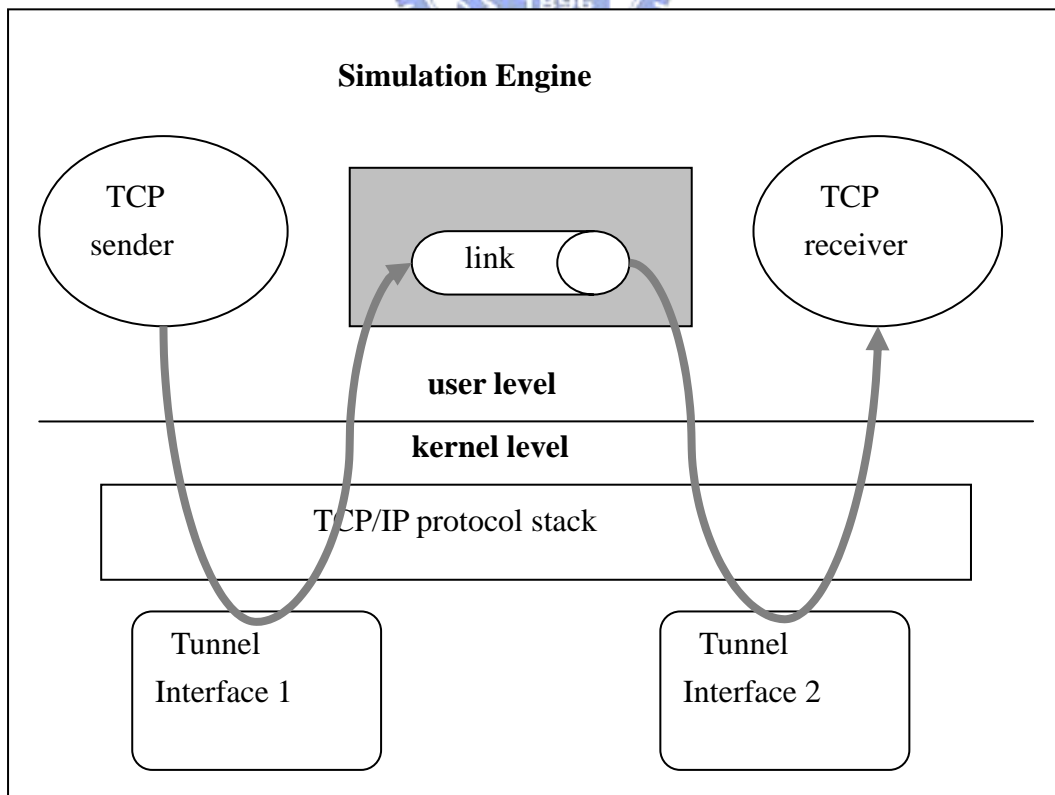 1896
Simulation Engine
TCP
sender
link
TCP
receiver
user level
kernel level
TCP/IP protocol stack
Tunnel
Interface 1
Tunnel
Interface 2